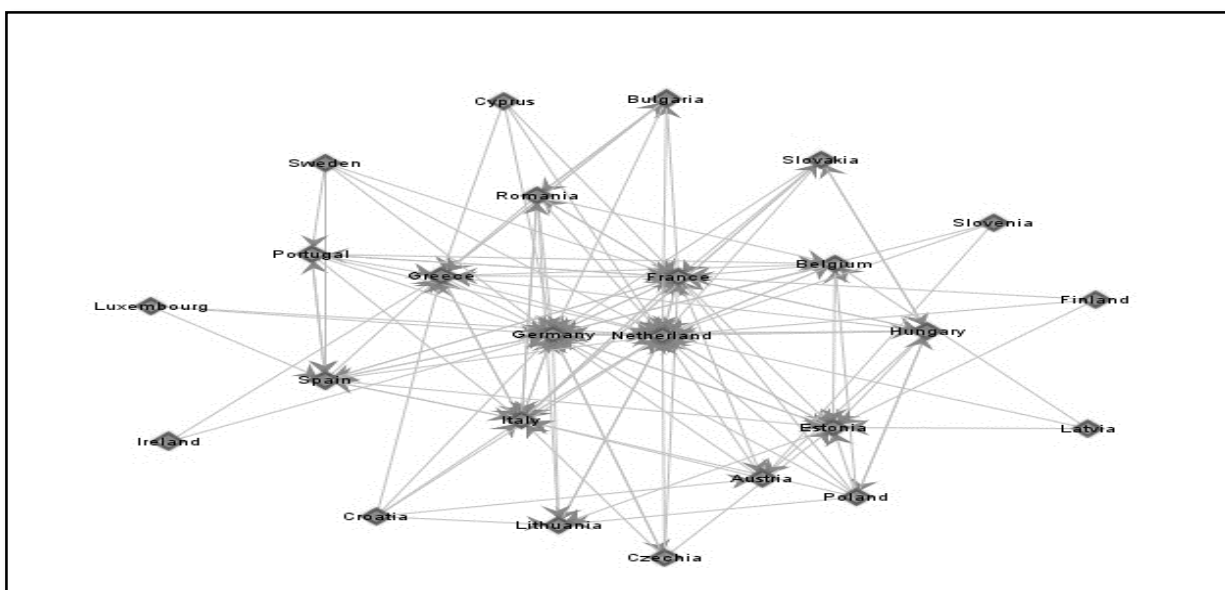 Cyprus
Bulgaria
Sweden
Slovakia
Romania
Slovenia
Portugal
Greece
France
Belgium
Luxembourg
Finland
Germany
Netherland
Hungary
Spain
Italy
Estonia
Latvia
Ireland
Austria
Poland
Croatia
Lithuania
Czechia